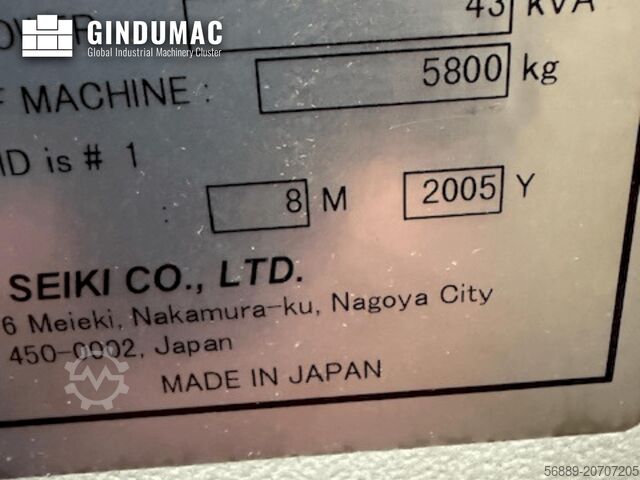 GINDUMAC
Global Industrial Machinery Cluster
43 kVA
MACHINE : 5800 kg
is # 1
: 8 M 2005 Y
SEIKI CO., LTD.
6 Meieki, Nakamura-ku, Nagoya City
450-0002, Japan
MADE IN JAPAN
56889-20707205